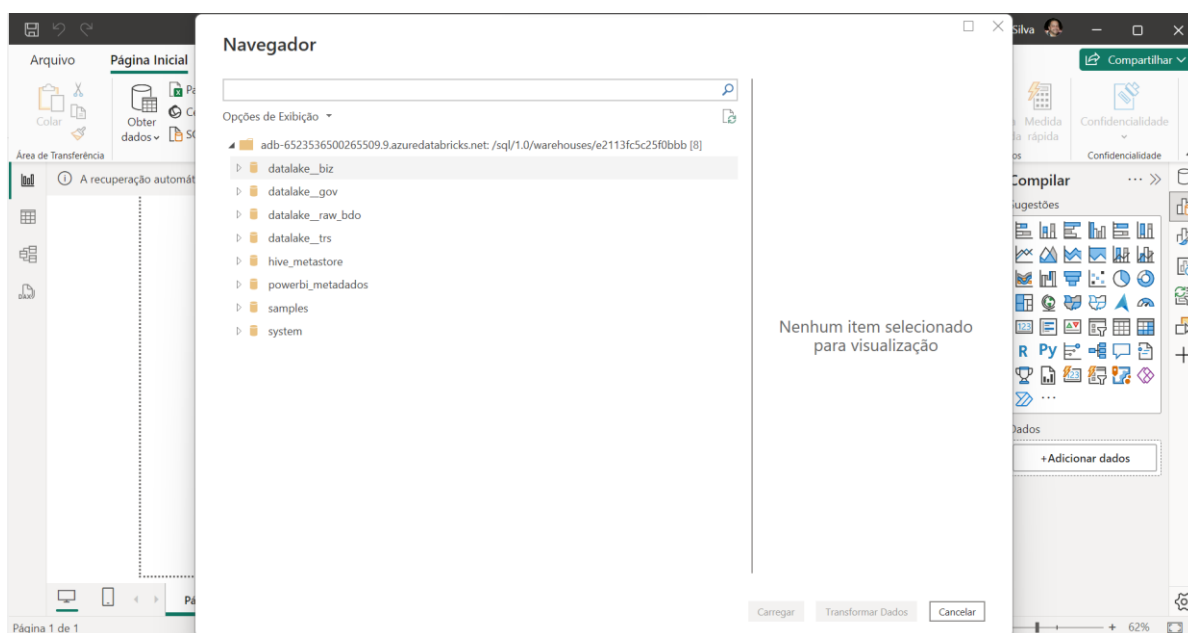 Silva
Arquivo
Página Inicial
Compartilhar
Navegador
Colar
Obter
dados
Área de Transferência
Medida
rápida
Confidencialidade
Confidencialidade
Opções de Exibição
adb-6523536500265509.9.azuredatabricks.net: /sql/1.0/warehouses/e2113fc5c25f0bbb [8]
datalake__biz
datalake__gov
datalake_raw_bdo
datalake__trs
hive_metastore
powerbi_metadados
samples
system
A recuperação automát
Nenhum item selecionado
para visualização
Compilar
Sugestões
123
R Py
Dados
+Adicionar dados
Carregar
Transformar Dados
Cancelar
Pá
Página 1 de 1
62%